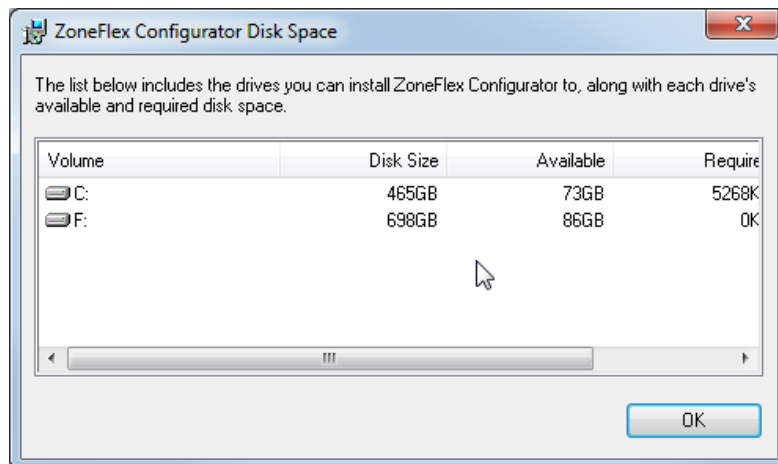 ZoneFlex Configurator Disk Space
The list below includes the drives you can install ZoneFlex Configurator to, along with each drive's
available and required disk space.
Volume Disk Size Available Require
C: 465GB 73GB 5268K
F: 698GB 86GB 0K
OK